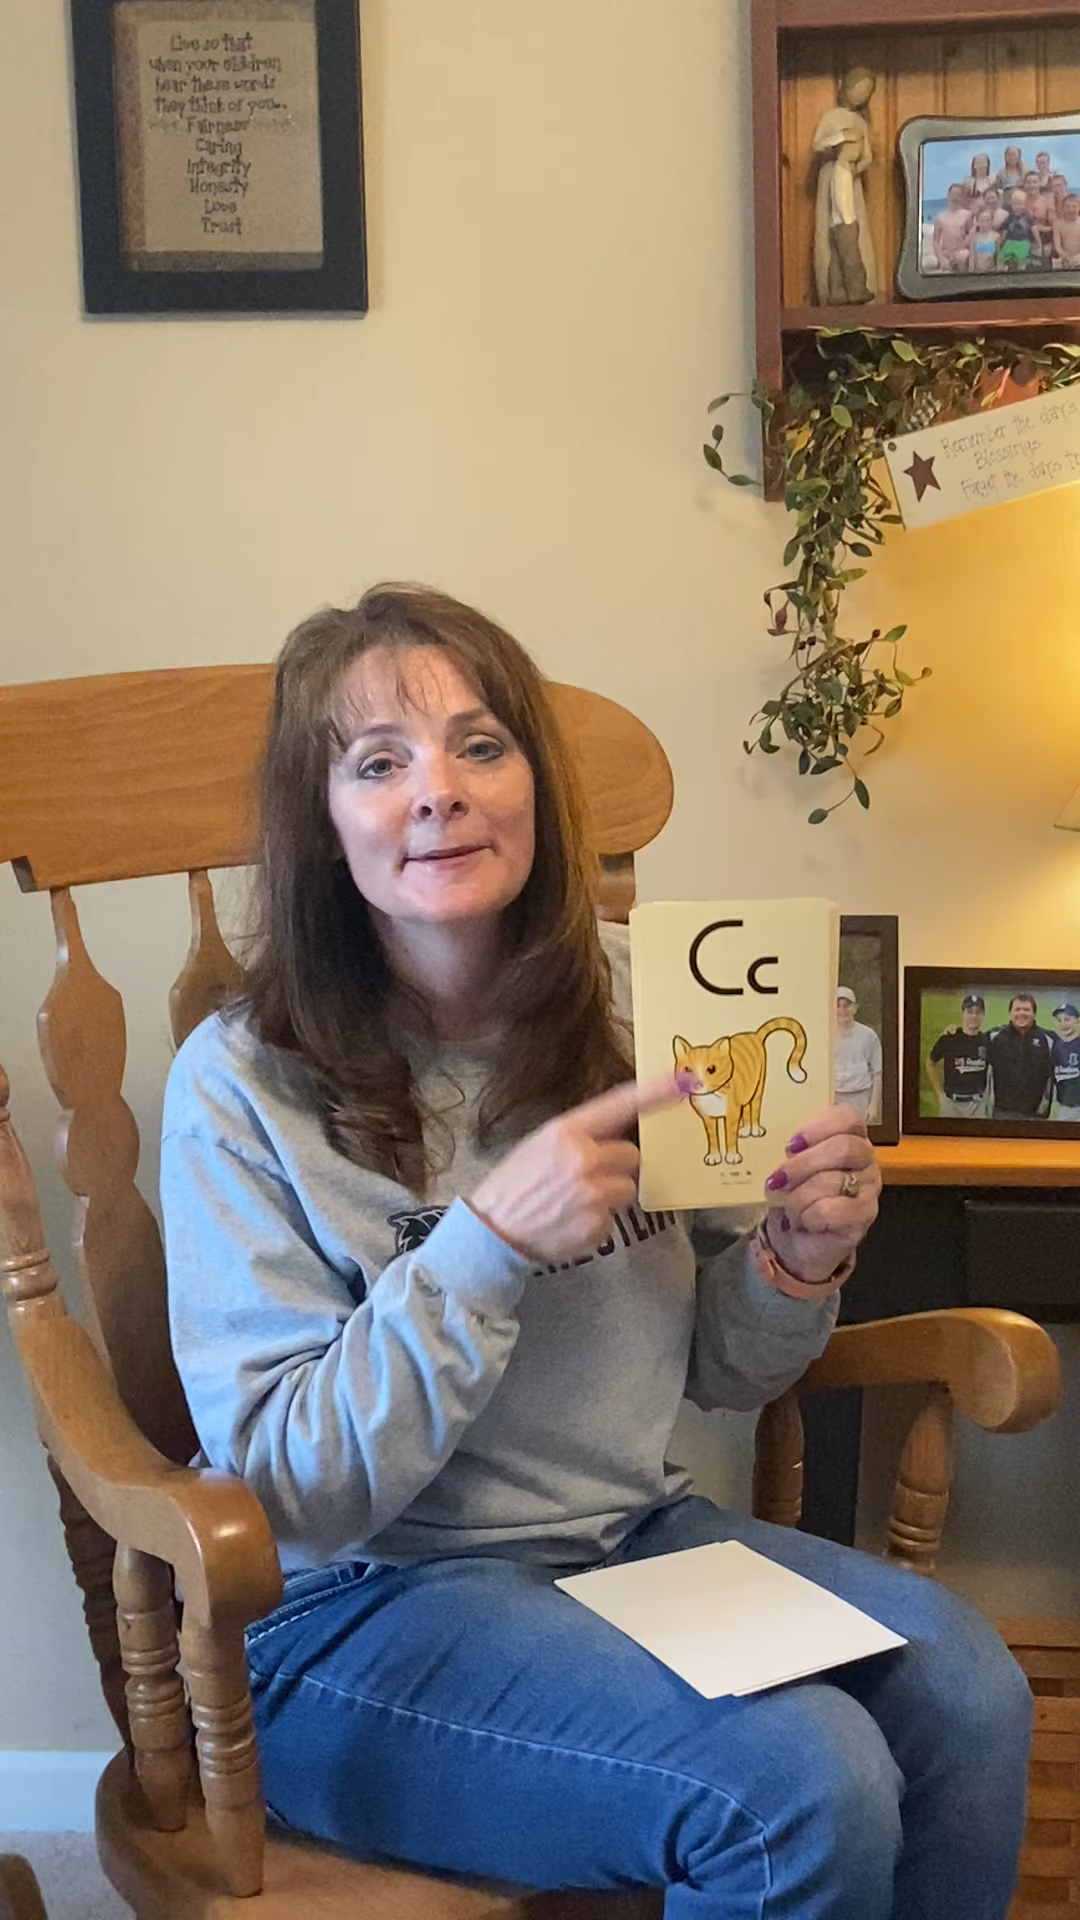 Live so that
when your children
hear these words
they think of you...
Fairness
Caring
Integrity
Honesty
Love
Trust
Remember the days
Blessings
Forget the days
Cc